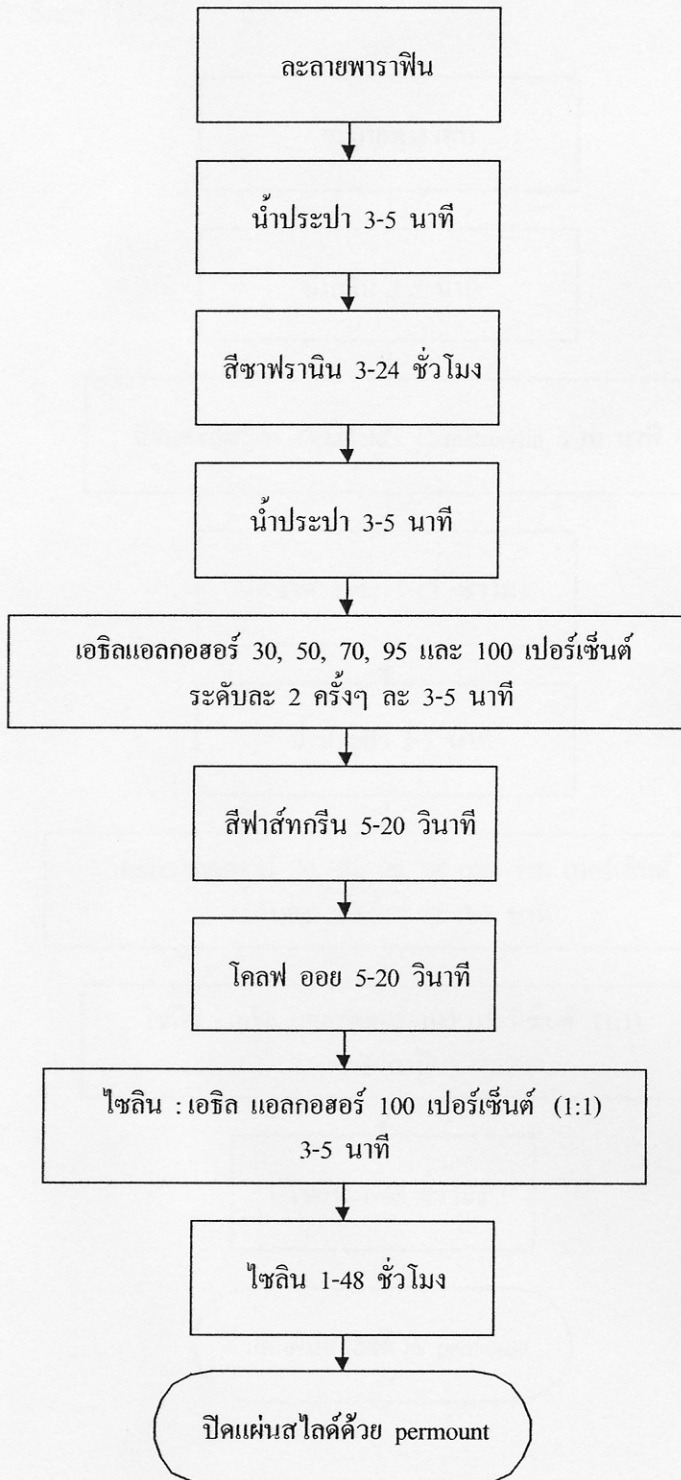 ละลายพาราฟิน
น้ำประปา 3-5 นาที
สีซาฟรานิน 3-24 ชั่วโมง
น้ำประปา 3-5 นาที
เอธิลแอลกอฮอร์ 30, 50, 70, 95 และ 100 เปอร์เซ็นต์
ระดับละ 2 ครั้งๆ ละ 3-5 นาที
สีฟาส์ทกรีน 5-20 วินาที
โคลฟ ออย 5-20 วินาที
ไซลิน : เอธิล แอลกอฮอร์ 100 เปอร์เซ็นต์ (1:1)
3-5 นาที
ไซลิน 1-48 ชั่วโมง
ปิดแผ่นสไลด์ด้วย permount